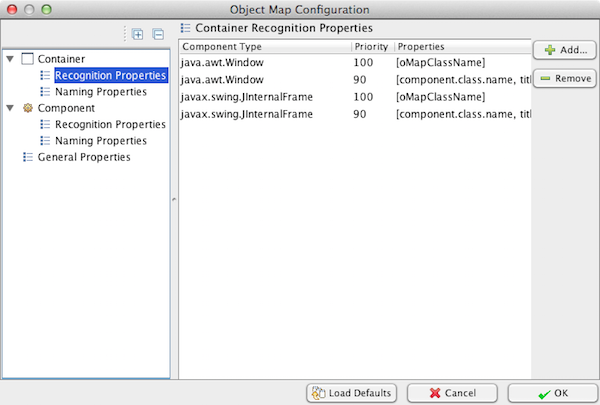 Object Map Configuration
Container
Recognition Properties
Naming Properties
Component
Recognition Properties
Naming Properties
General Properties
Container Recognition Properties
Component Type Priority Properties
java.awt.Window 100 [oMapClassName]
java.awt.Window 90 [component.class.name, titl
javax.swing.JInternalFrame 100 [oMapClassName]
javax.swing.JInternalFrame 90 [component.class.name, titl
Add...
Remove
Load Defaults Cancel OK